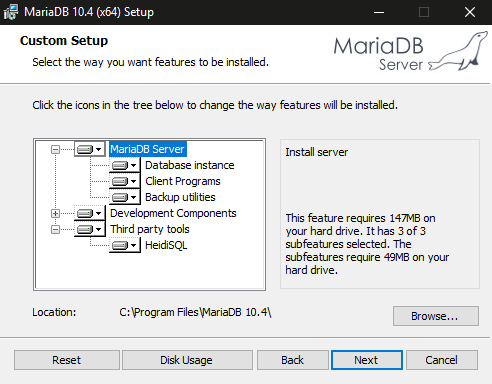 MariaDB 10.4 (x64) Setup
Custom Setup
Select the way you want features to be installed.
MariaDB
Server
Click the icons in the tree below to change the way features will be installed.
MariaDB Server
Database instance
Client Programs
Backup utilities
Development Components
Third party tools
HeidiSQL
Install server
This feature requires 147MB on
your hard drive. It has 3 of 3
subfeatures selected. The
subfeatures require 49MB on your
hard drive.
Location: C:\Program Files\MariaDB 10.4\
Browse...
Reset Disk Usage Back Next Cancel